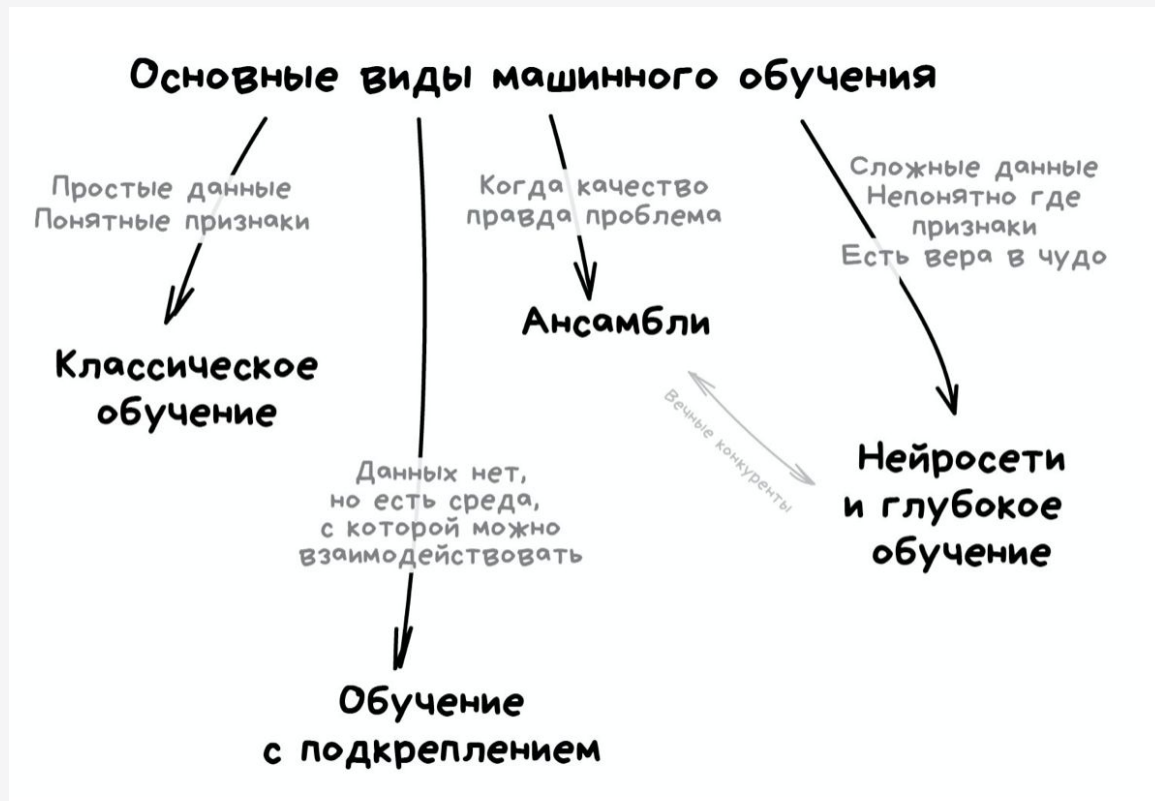 Основные виды машинного обучения
Простые данные
Понятные признаки
Классическое
обучение
Данных нет,
но есть среда,
с которой можно
взаимодействовать
Обучение
с подкреплением
Когда качество
правда проблема
Ансамбли
Вечные конкуренты
Сложные данные
Непонятно где
признаки
Есть вера в чудо
Нейросети
и глубокое
обучение